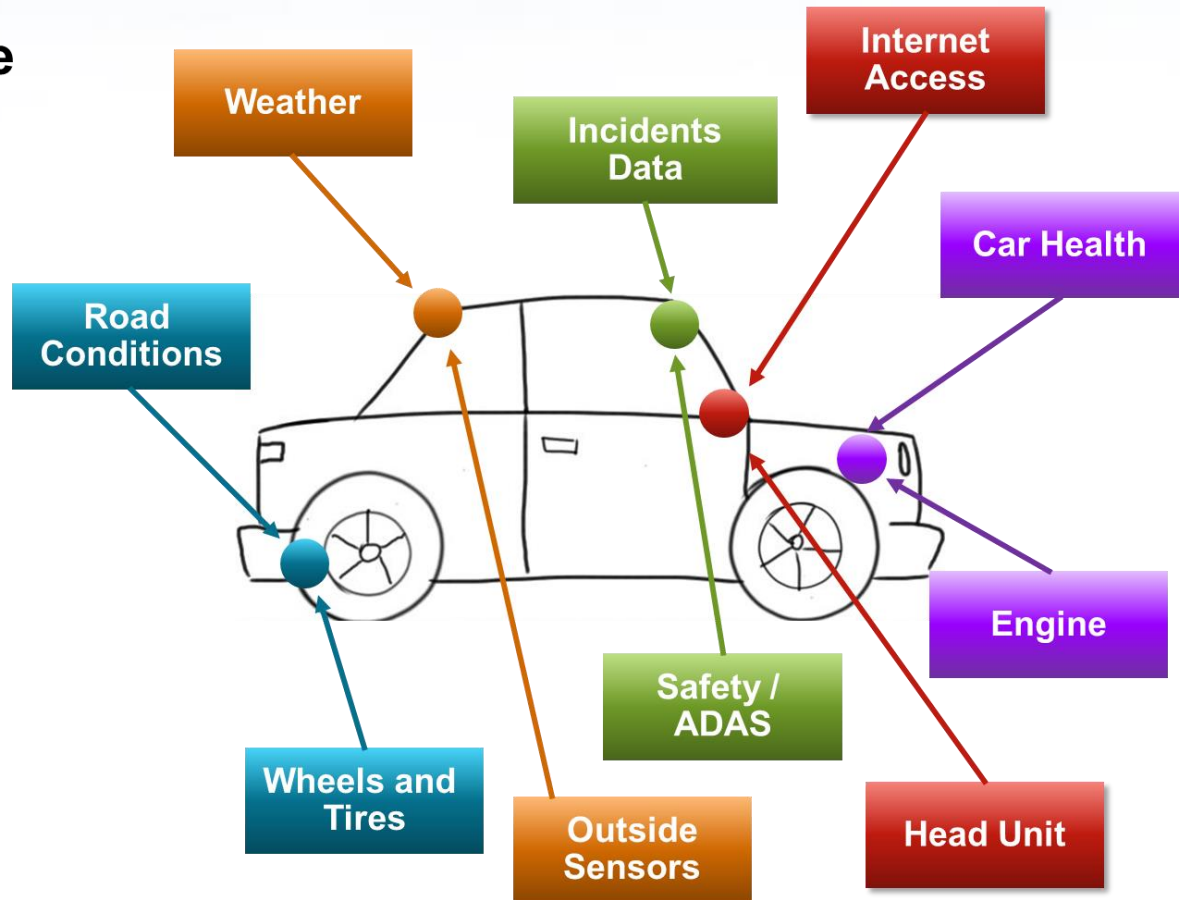 e
Weather
Internet
Access
Incidents
Data
Car Health
Road
Conditions
Engine
Safety /
ADAS
Wheels and
Tires
Outside
Sensors
Head Unit